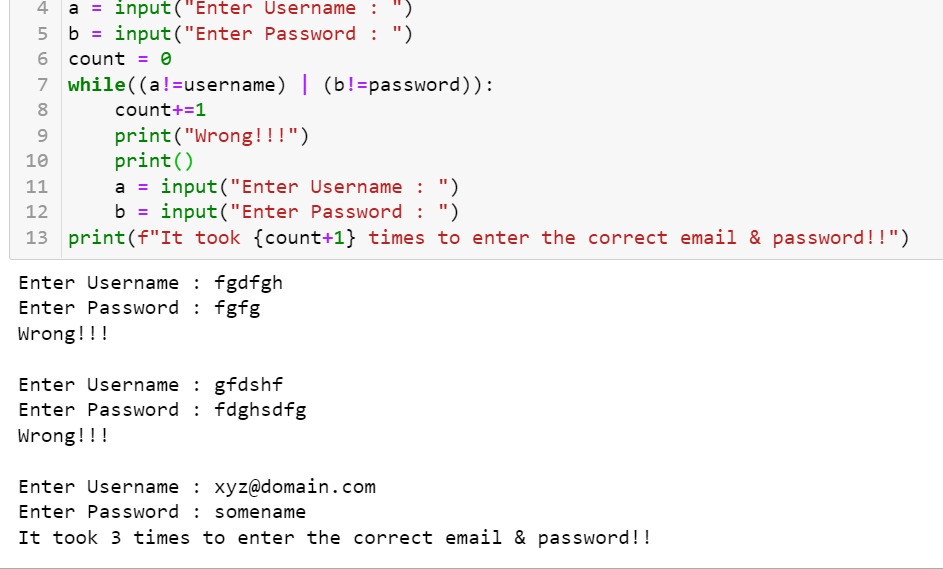 4 a = input("Enter Username : ")
5 b = input("Enter Password : ")
6 count = 0
7 while((a!=username) | (b!=password)):
8     count+=1
9     print("Wrong!!!")
10     print()
11     a = input("Enter Username : ")
12     b = input("Enter Password : ")
13 print(f"It took {count+1} times to enter the correct email & password!!")
Enter Username : fgdfgh
Enter Password : fgfg
Wrong!!!
Enter Username : gfdshf
Enter Password : fdghsdfg
Wrong!!!
Enter Username : xyz@domain.com
Enter Password : somename
It took 3 times to enter the correct email & password!!